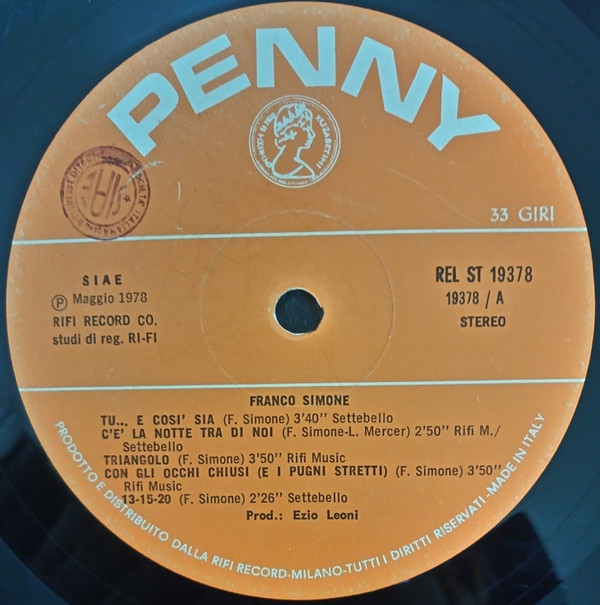 PENNY
33 GIRI
SIAE
Ⓟ Maggio 1978
RIFI RECORD CO.
studi di reg. RI-FI
REL ST 19378
19378 / A
STEREO
FRANCO SIMONE
TU... E COSI' SIA (F. Simone) 3'40'' Settebello
C'E' LA NOTTE TRA DI NOI (F. Simone-L. Mercer) 2'50'' Rifi M./
Settebello
TRIANGOLO (F. Simone) 3'50'' Rifi Music
CON GLI OCCHI CHIUSI (E I PUGNI STRETTI) (F. Simone) 3'50''
Rifi Music
13-15-20 (F. Simone) 2'26'' Settebello
Prod.: Ezio Leoni
PRODOTTO E DISTRIBUITO DALLA RIFI RECORD-MILANO-TUTTI I DIRITTI RISERVATI-MADE IN ITALY